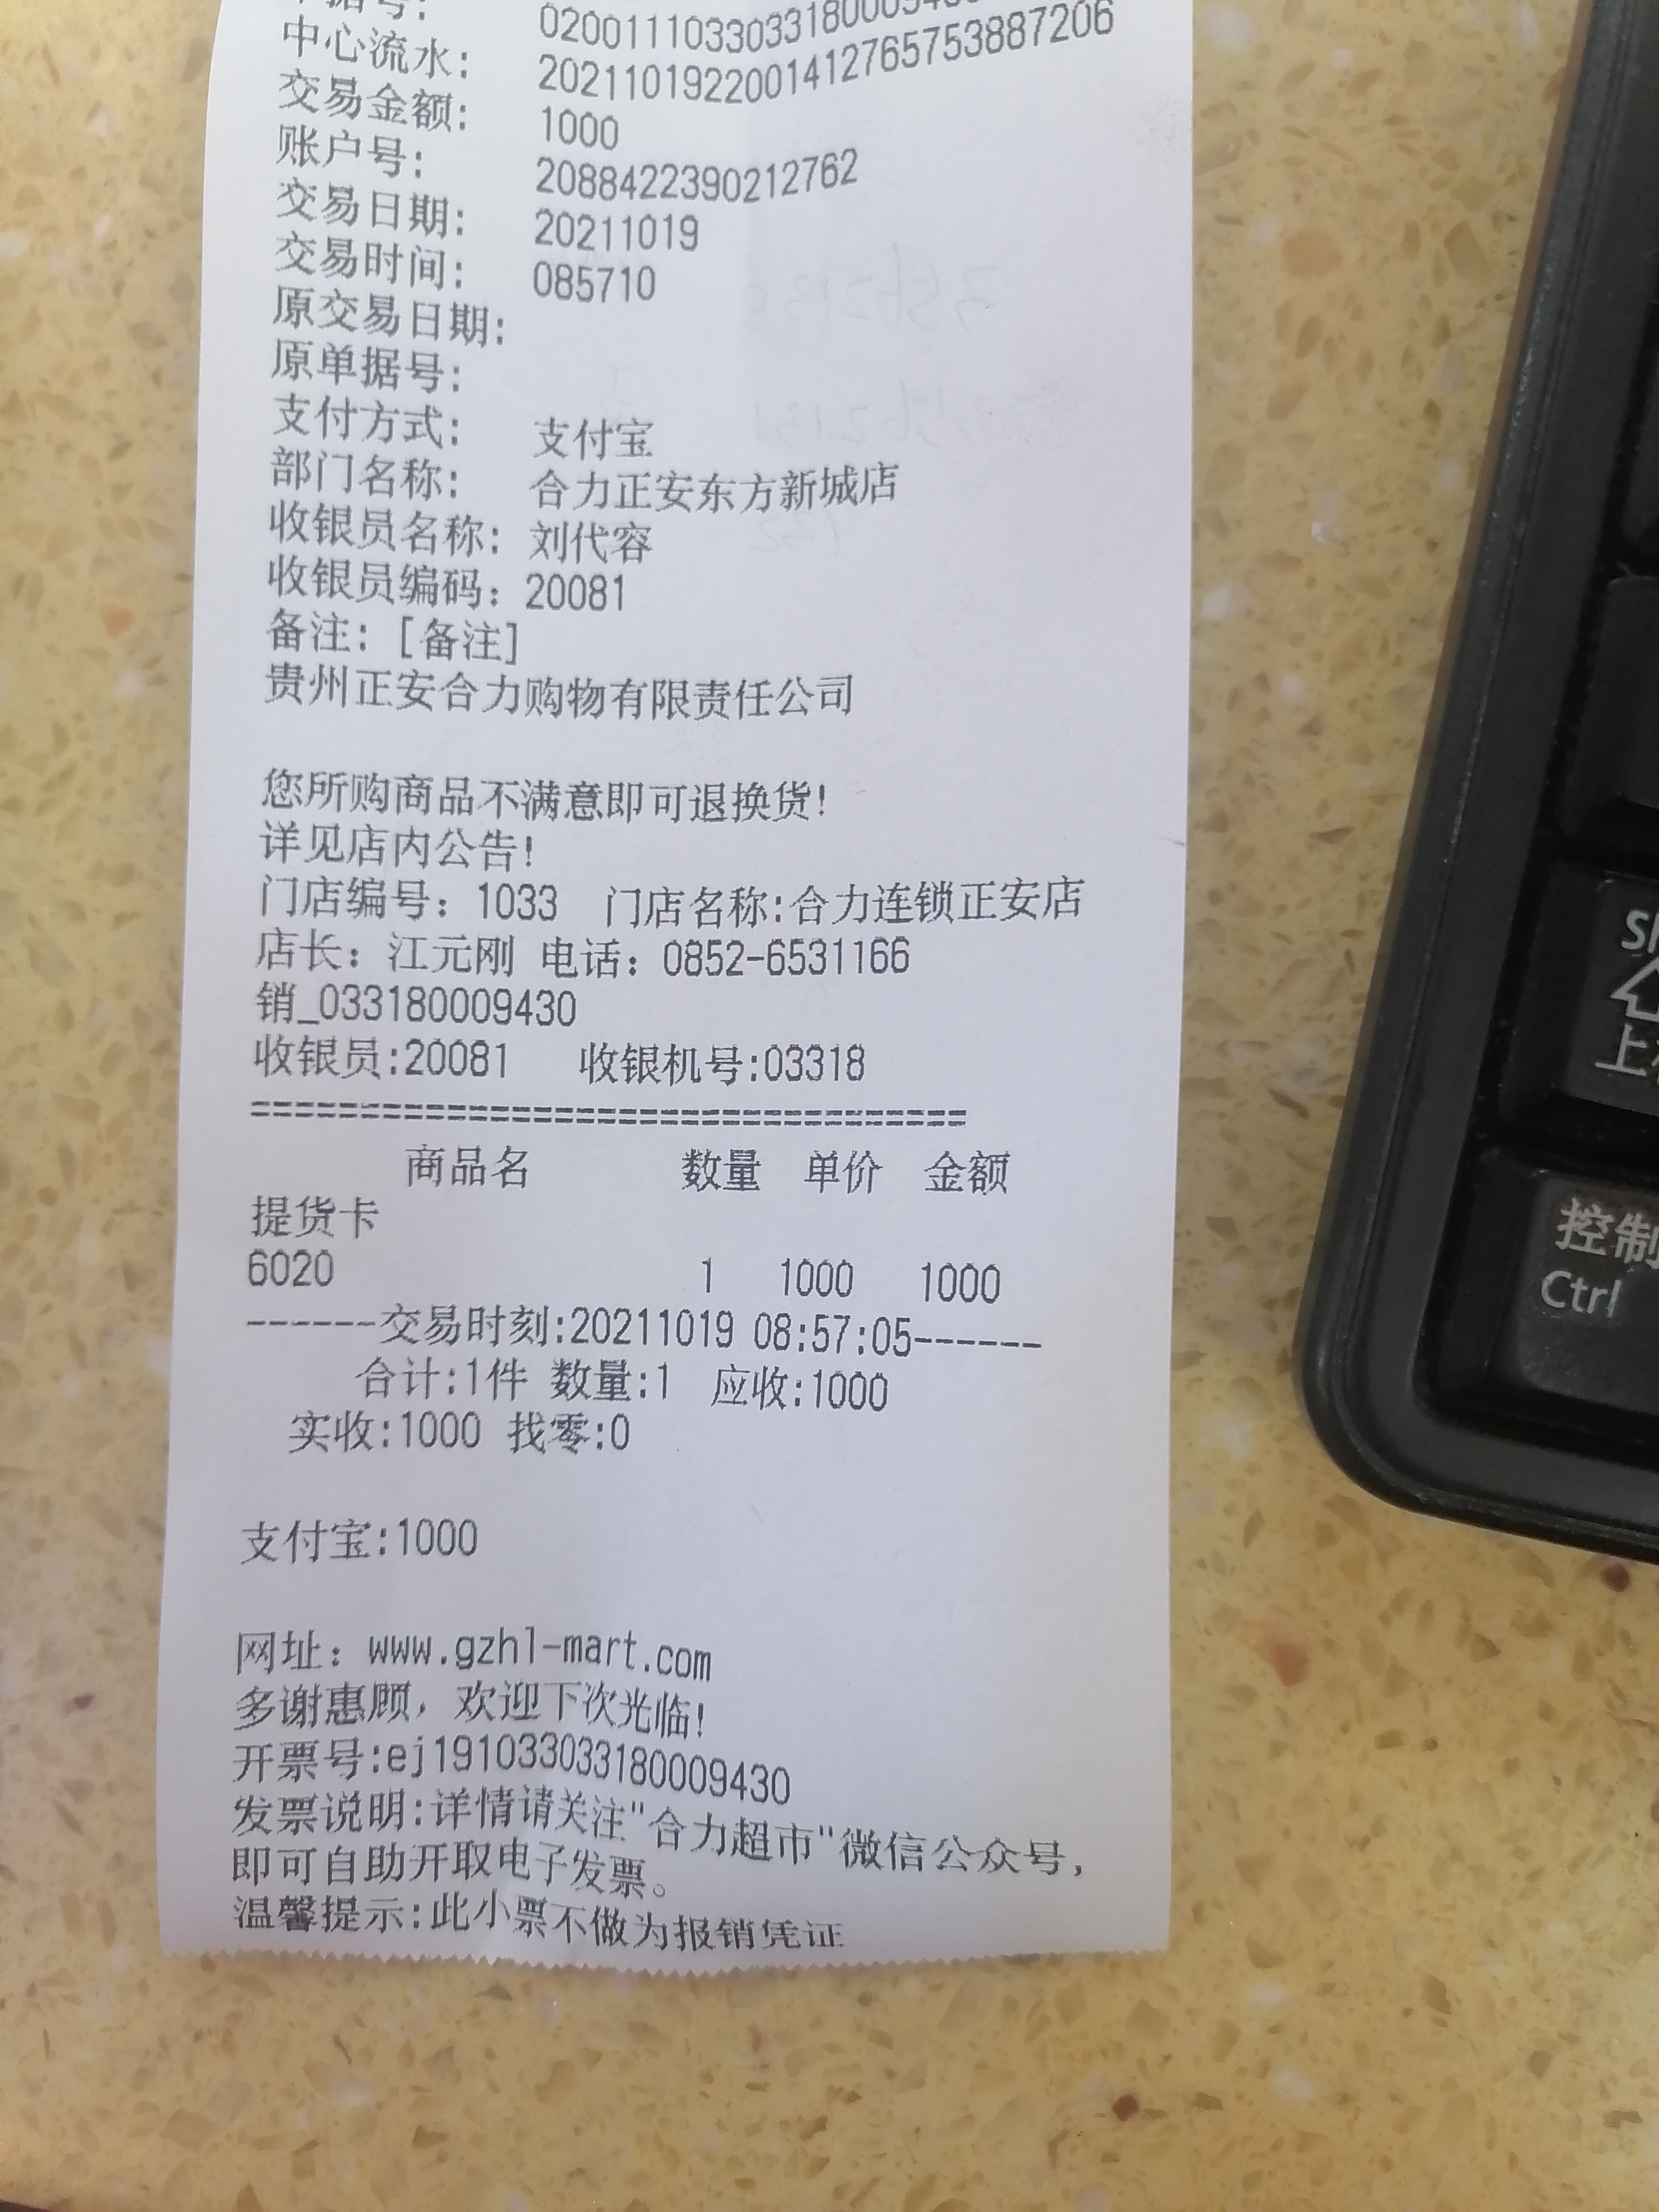 中心流水: 2021101922001412765753887206
交易金额: 1000
账户号: 2088422390212762
交易日期: 20211019
交易时间: 085710
原交易日期:
原单据号:
支付方式: 支付宝
部门名称: 合力正安东方新城店
收银员名称: 刘代容
收银员编码: 20081
备注: [备注]
贵州正安合力购物有限责任公司
您所购商品不满意即可退换货!
详见店内公告!
门店编号: 1033 门店名称:合力连锁正安店
店长: 江元刚 电话: 0852-6531166
销_033180009430
收银员:20081 收银机号:03318
==================================
商品名 数量 单价 金额
提货卡
6020 1 1000 1000
------交易时刻:20211019 08:57:05------
合计:1件 数量:1 应收:1000
实收:1000 找零:0
支付宝:1000
网址: www.gzhl-mart.com
多谢惠顾, 欢迎下次光临!
开票号:ej191033033180009430
发票说明:详情请关注"合力超市"微信公众号,
即可自助开取电子发票。
温馨提示:此小票不做为报销凭证
控制
Ctrl